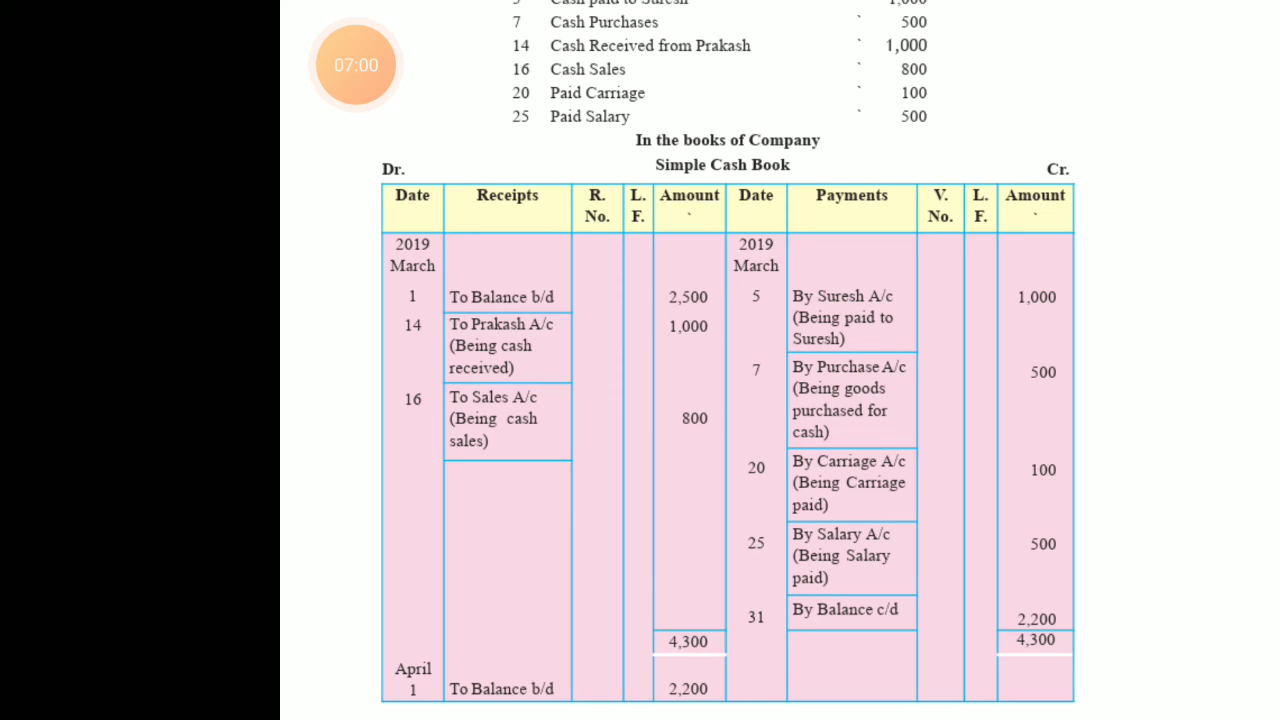 Cash paid to Suresh 1,000
07:00
7 Cash Purchases ` 500
14 Cash Received from Prakash ` 1,000
16 Cash Sales ` 800
20 Paid Carriage ` 100
25 Paid Salary ` 500
In the books of Company
Simple Cash Book
Dr. Cr.
Date Receipts R. No. L. F. Amount ` Date Payments V. No. L. F. Amount `
2019 2019
March March
1 To Balance b/d 2,500 5 By Suresh A/c 1,000
(Being paid to
Suresh)
14 To Prakash A/c 1,000
(Being cash
received)
7 By Purchase A/c 500
(Being goods
purchased for
cash)
16 To Sales A/c
(Being cash 800
sales)
20 By Carriage A/c 100
(Being Carriage
paid)
25 By Salary A/c 500
(Being Salary
paid)
31 By Balance c/d 2,200
4,300 4,300
April
1 To Balance b/d 2,200